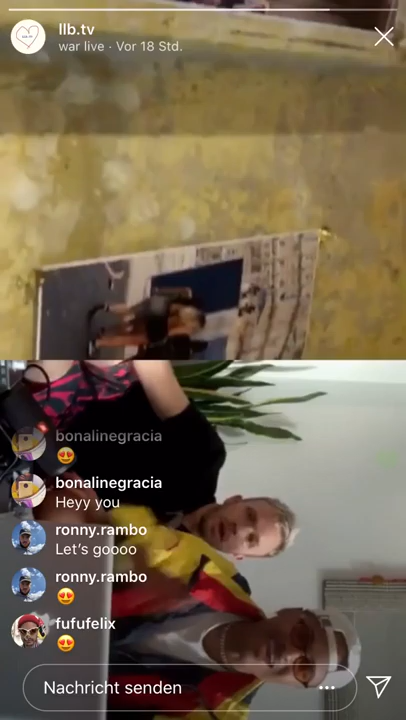 llb.tv
war live · Vor 18 Std.
bonalinegracia
😍
bonalinegracia
Heyy you
ronny.rambo
Let's goooo
ronny.rambo
😍
fufufelix
😍
Nachricht senden